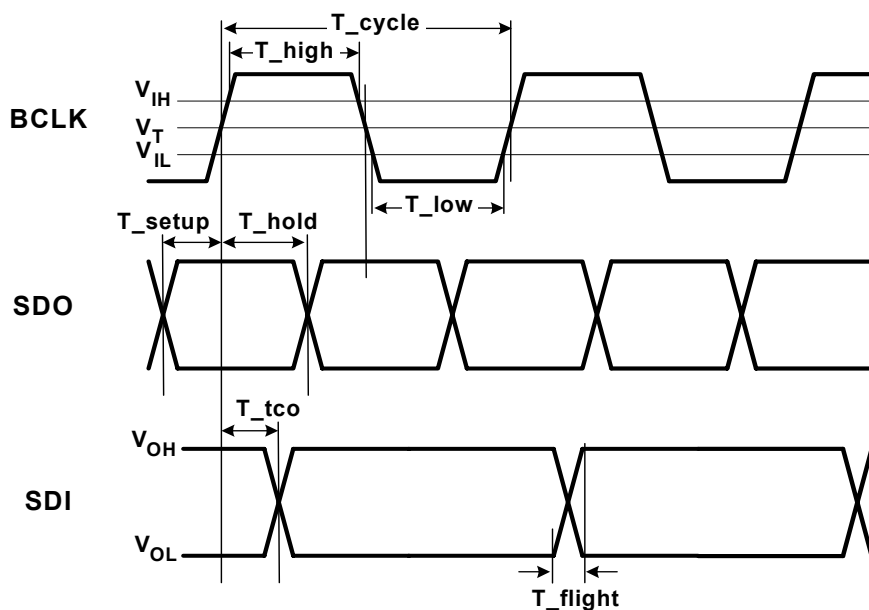 T_cycle
T_high
V_IH
BCLK
V_T
V_IL
T_low
T_setup
T_hold
SDO
T_tco
V_OH
SDI
V_OL
T_flight